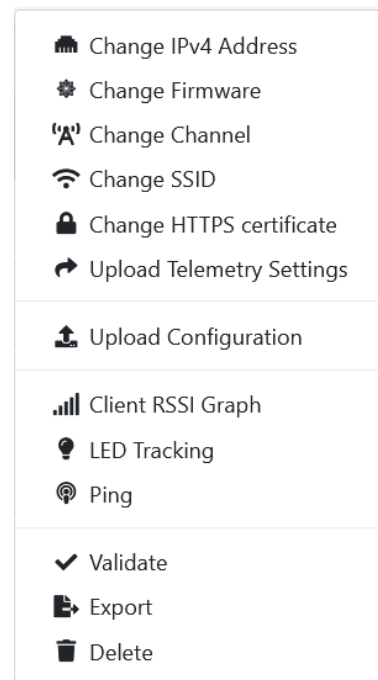 Change IPv4 Address
Change Firmware
Change Channel
Change SSID
Change HTTPS certificate
Upload Telemetry Settings
Upload Configuration
Client RSSI Graph
LED Tracking
Ping
Validate
Export
Delete